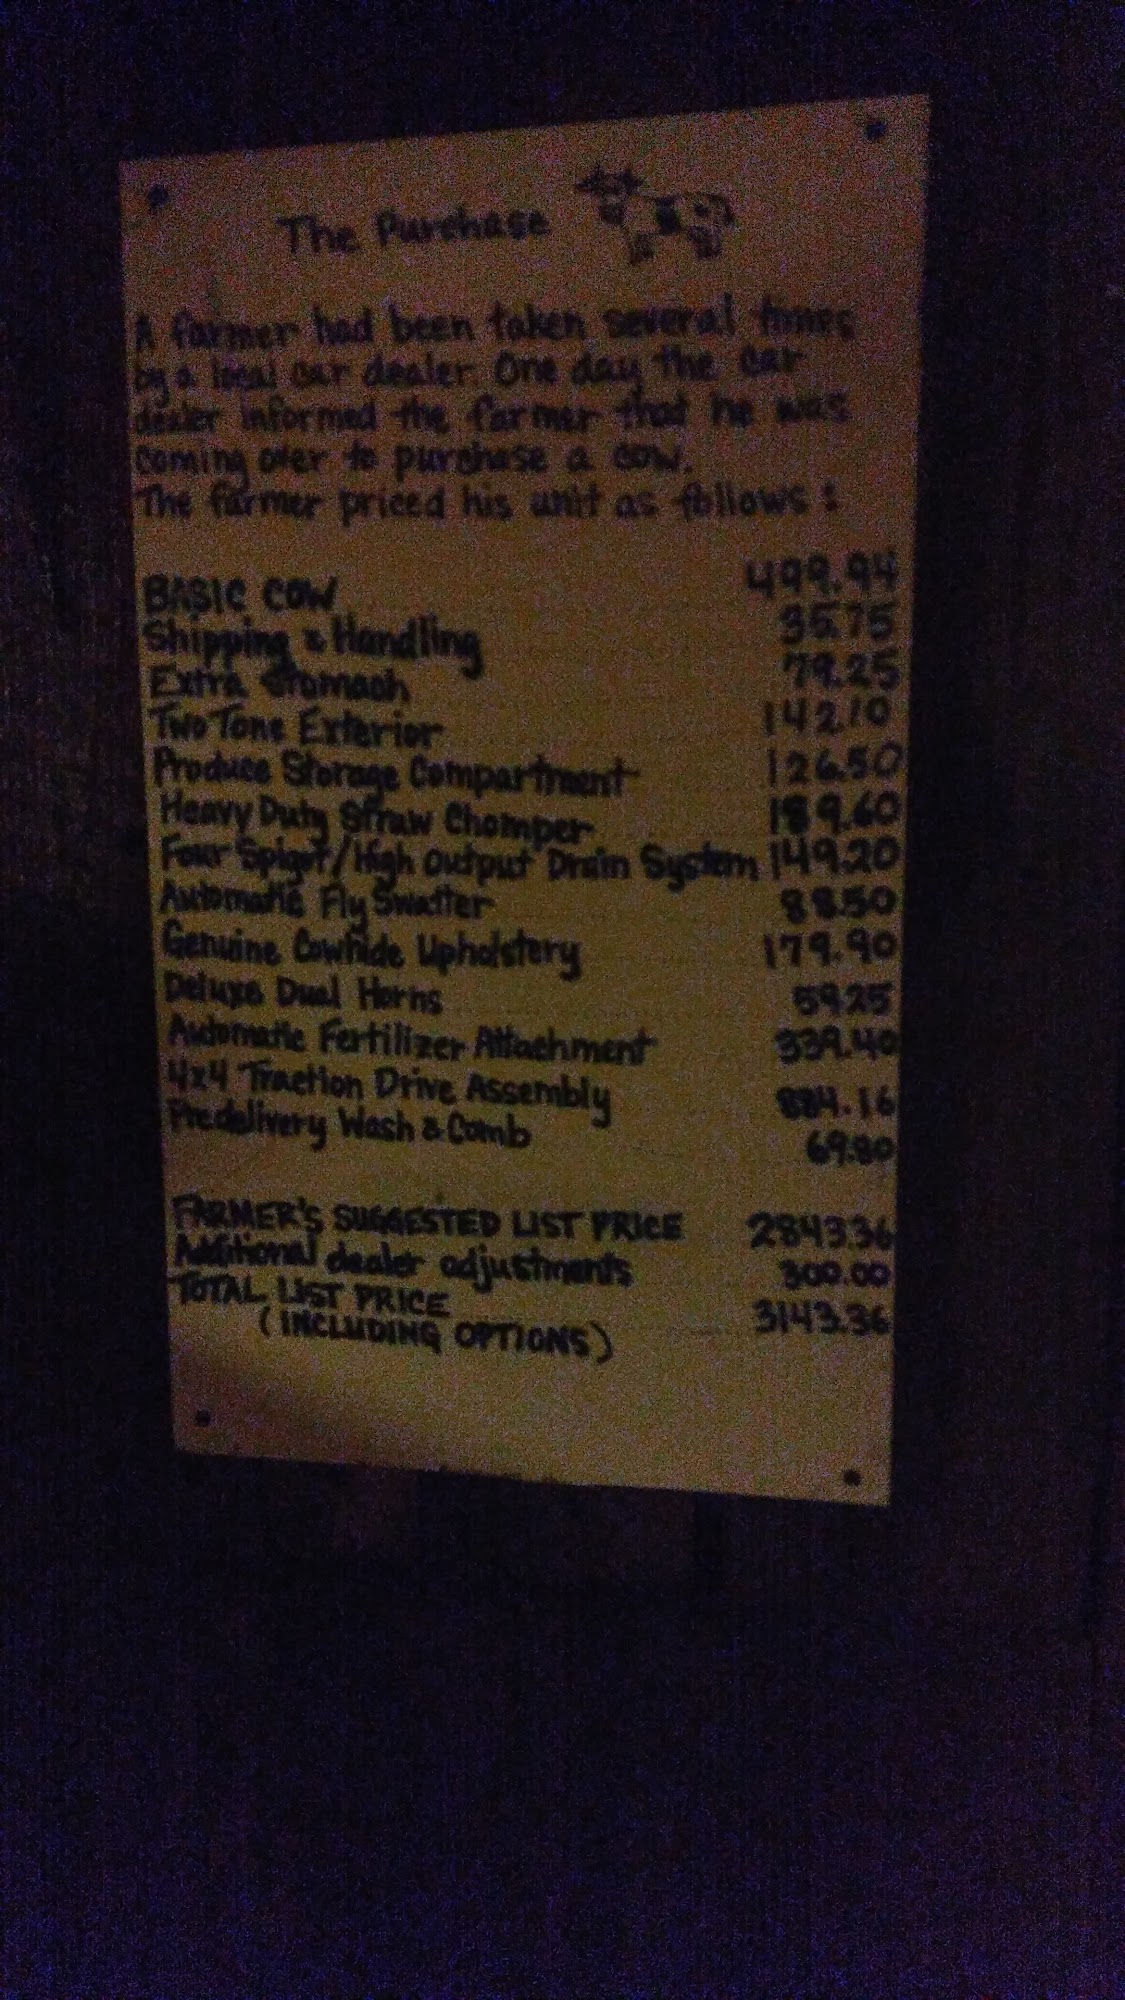 The Purchase
A farmer had been taken several times
by a local car dealer. One day the car
dealer informed the farmer that he was
coming over to purchase a cow.
The farmer priced his unit as follows:
BASIC COW 499.94
Shipping & Handling 35.75
Extra Stomach 79.25
Two Tone Exterior 142.10
Produce Storage Compartment 126.50
Heavy Duty Straw Chomper 189.60
Four Spigot/High Output Drain System 149.20
Automatic Fly Swatter 88.50
Genuine Cowhide Upholstery 179.90
Deluxe Dual Horns 59.25
Automatic Fertilizer Attachment 339.40
4x4 Traction Drive Assembly 884.16
Predelivery Wash & Comb 69.80
FARMER'S SUGGESTED LIST PRICE 2843.36
Additional dealer adjustments 300.00
TOTAL LIST PRICE
(INCLUDING OPTIONS) 3143.36